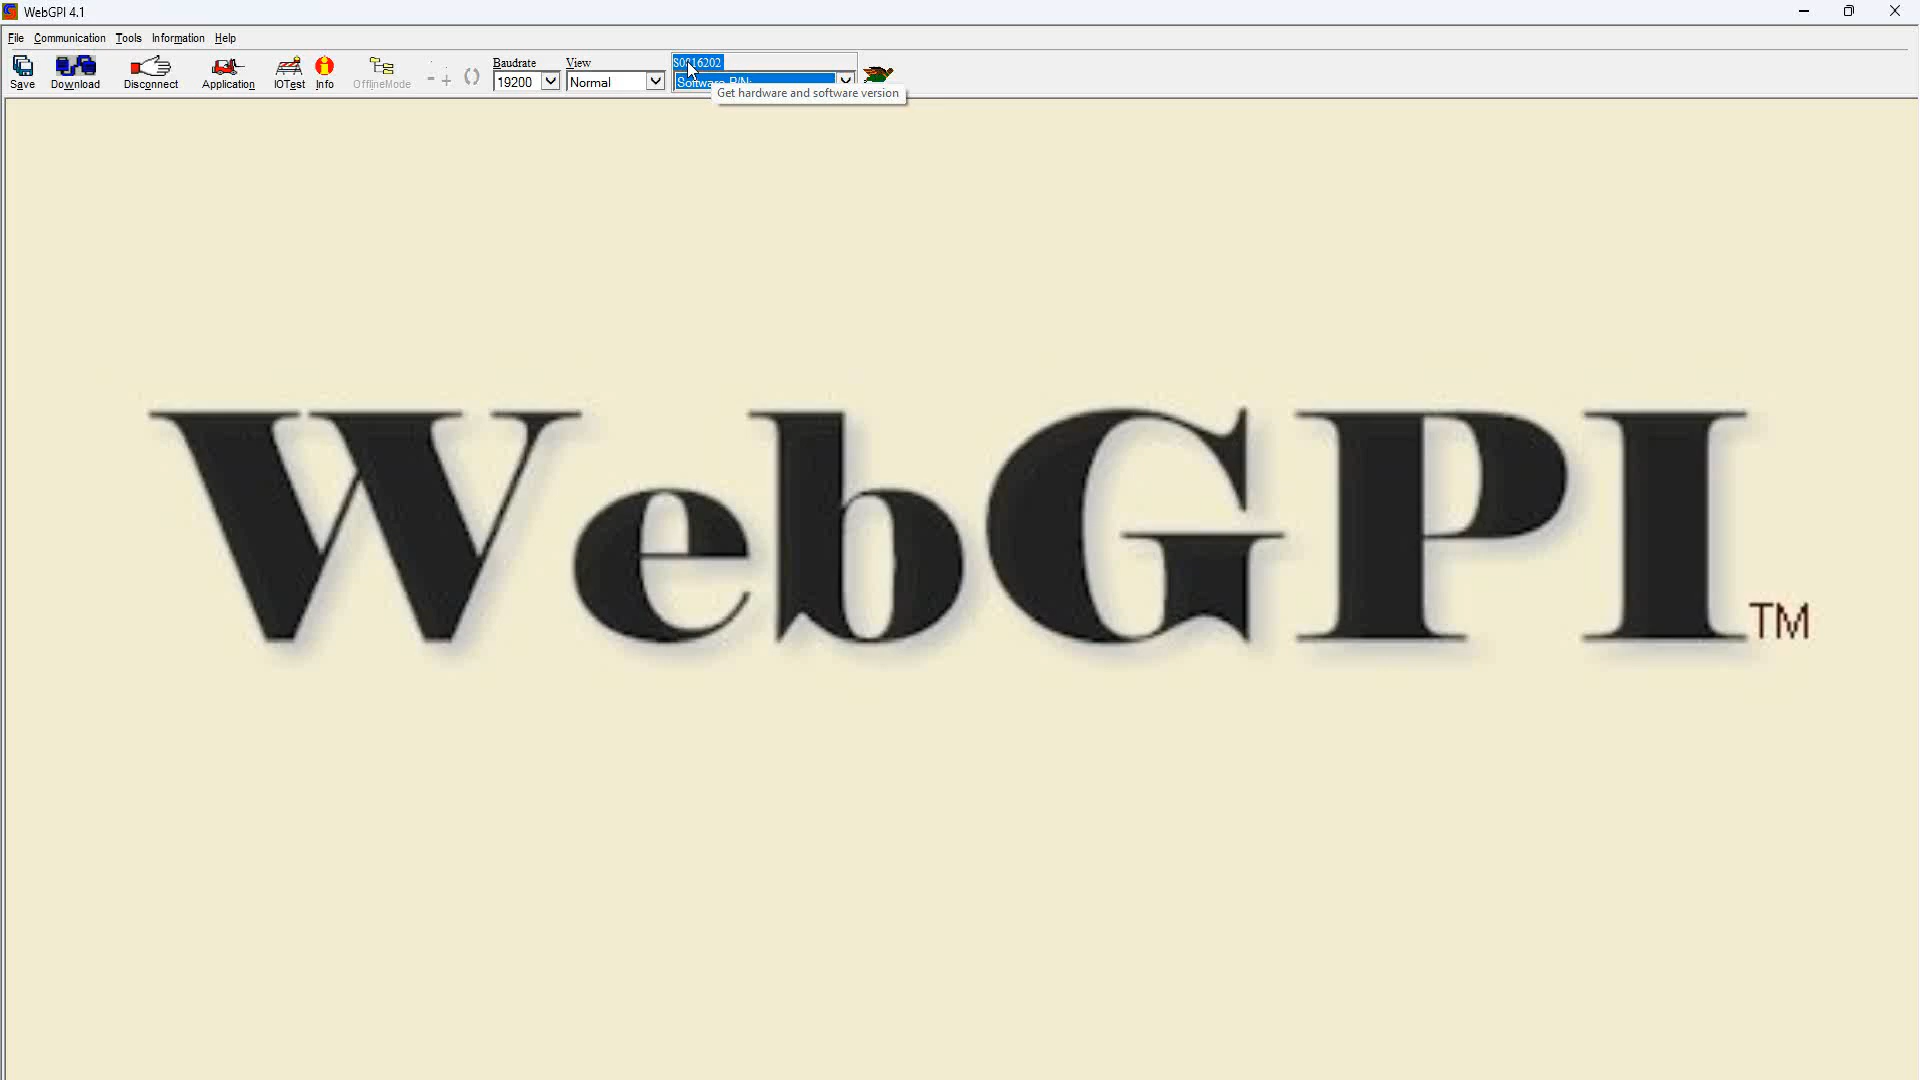 WebGPI 4.1
File Communication Tools Information Help
Save Download Disconnect Application IOTest Info OfflineMode
Baudrate
19200
View
Normal
Get hardware and software version
WebGPI
TM